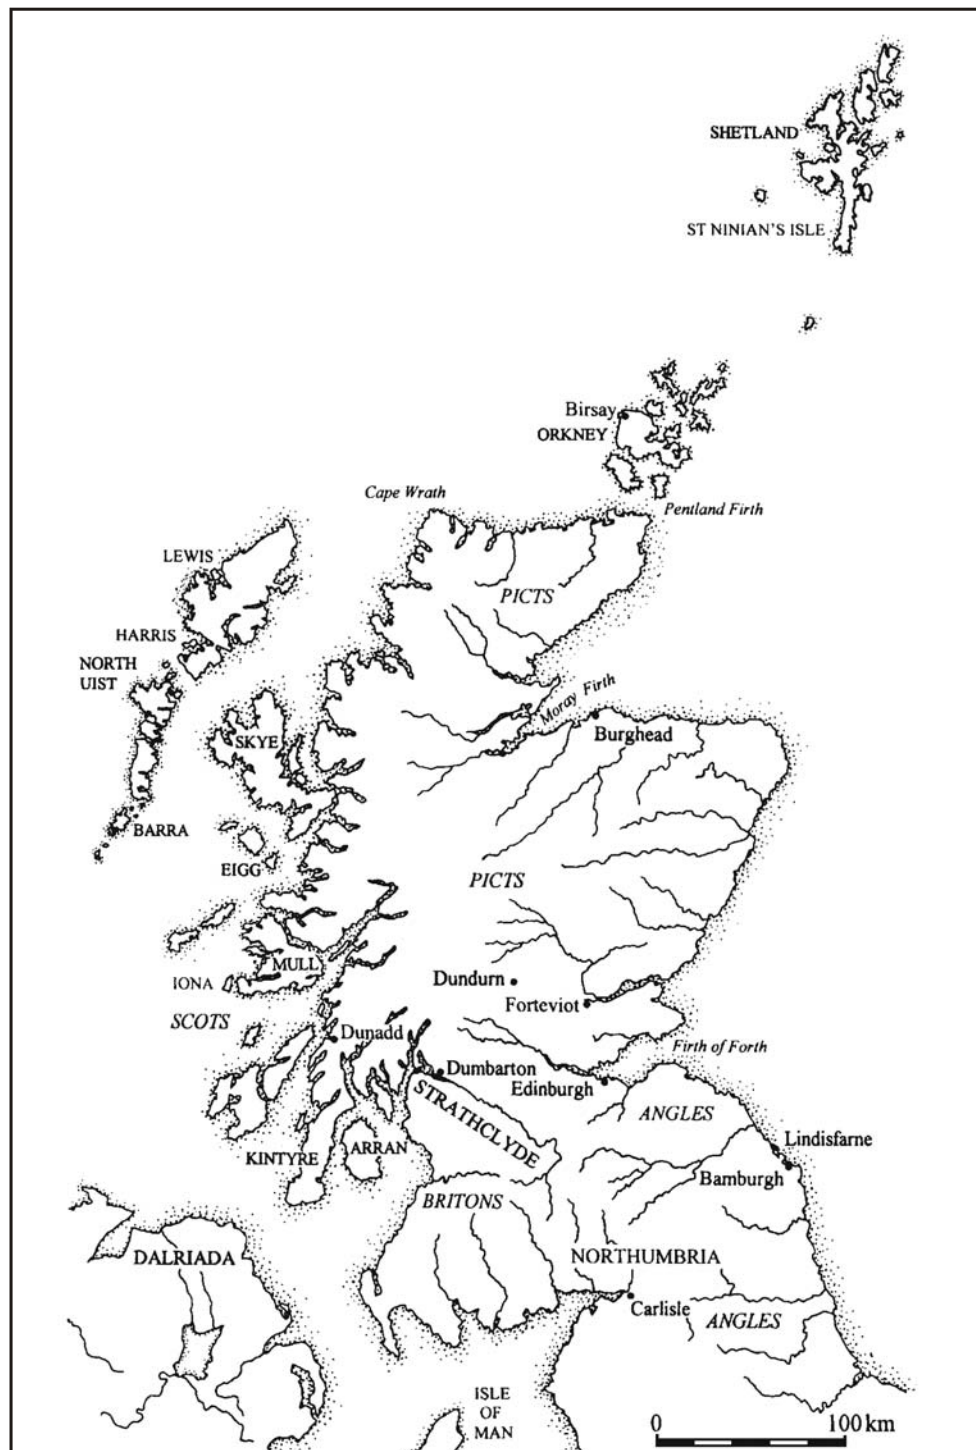 SHETLAND
ST NINIAN'S ISLE
Birsay
ORKNEY
Cape Wrath
Pentland Firth
LEWIS
PICTS
HARRIS
NORTH
UIST
Moray Firth
SKYE
Burghead
BARRA
EIGG
PICTS
MULL
IONA
Dundurn
Forteviot
SCOTS
Dunadd
Firth of Forth
Dumbarton
Edinburgh
STRATHCLYDE
ANGLES
Lindisfarne
KINTYRE
ARRAN
Bamburgh
BRITONS
DALRIADA
NORTHUMBRIA
Carlisle
ANGLES
ISLE
OF
MAN
0 100 km